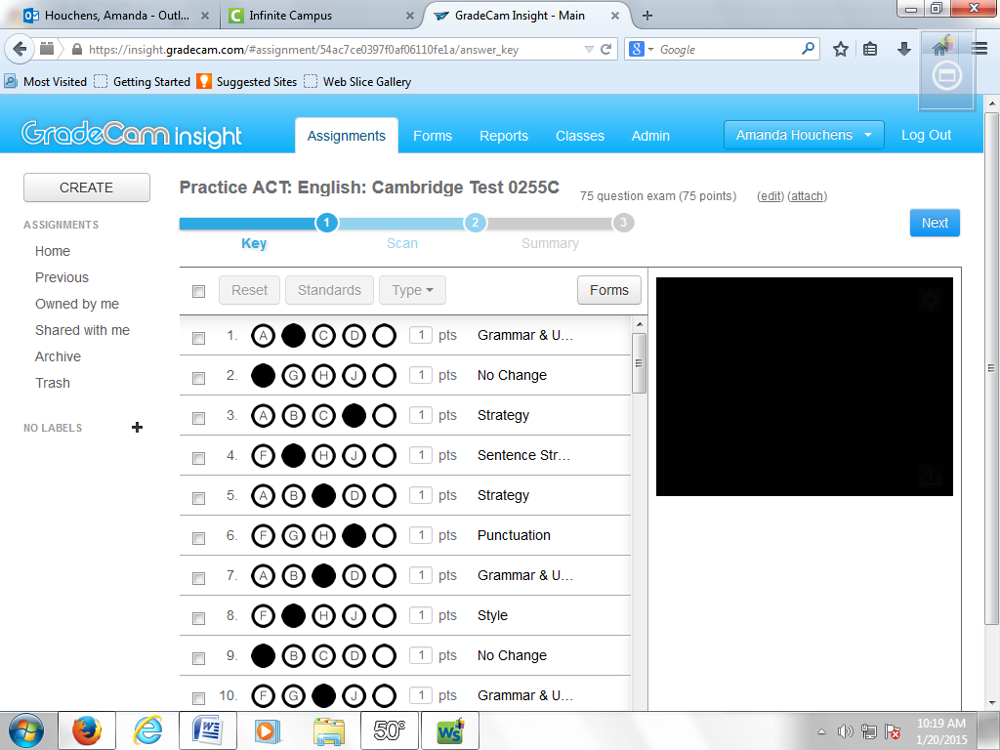 Houchens, Amanda - Outl...
Infinite Campus
GradeCam Insight - Main
https://insight.gradecam.com/#assignment/54ac7ce0397f0af06110fe1a/answer_key
Google
Most Visited Getting Started Suggested Sites Web Slice Gallery
GradeCam insight
Assignments Forms Reports Classes Admin
Amanda Houchens
Log Out
CREATE
ASSIGNMENTS
Home
Previous
Owned by me
Shared with me
Archive
Trash
NO LABELS
Practice ACT: English: Cambridge Test 0255C
75 question exam (75 points) (edit) (attach)
1 2 3
Key Scan Summary
Next
Reset Standards Type Forms
1. A C D 1 pts Grammar & U...
2. G H J 1 pts No Change
3. A B C 1 pts Strategy
4. F H J 1 pts Sentence Str...
5. A B D 1 pts Strategy
6. F G H 1 pts Punctuation
7. A B D 1 pts Grammar & U...
8. F H J 1 pts Style
9. B C D 1 pts No Change
10. F G J 1 pts Grammar & U...
50°
WS
10:19 AM
1/20/2015